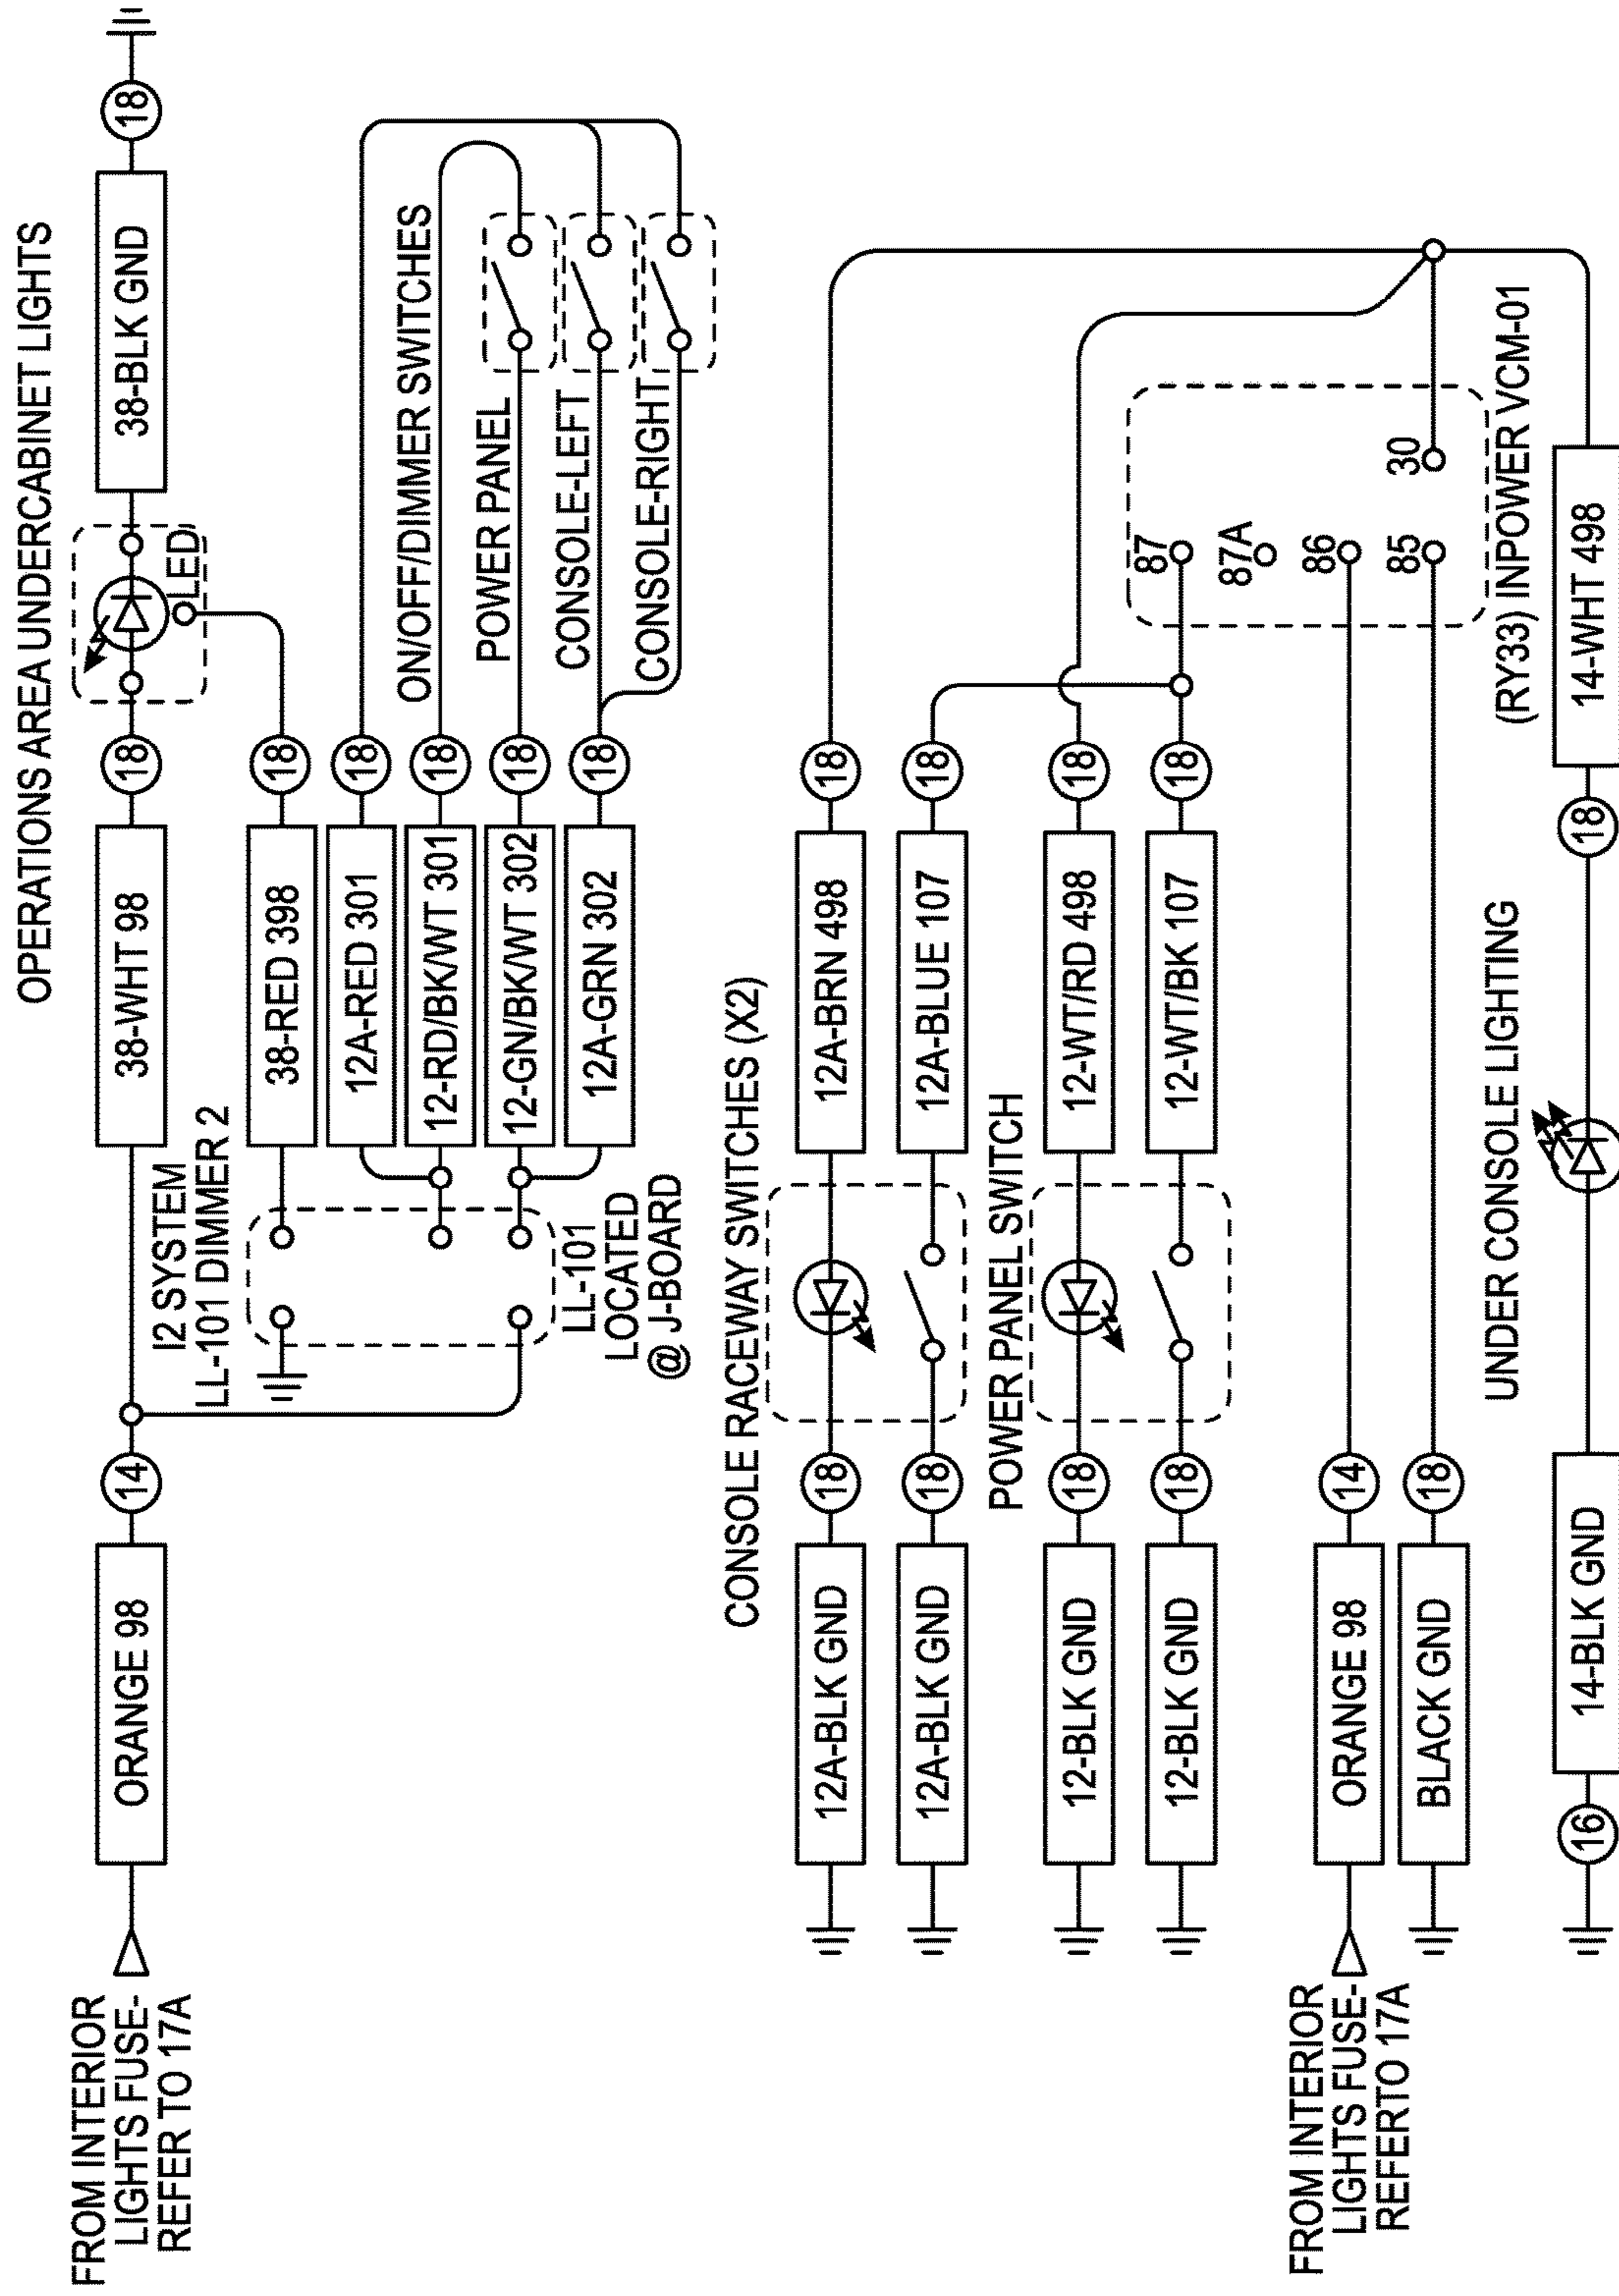 OPERATIONS AREA UNDERCABINET LIGHTS
FROM INTERIOR
LIGHTS FUSE-
REFER TO 17A
ORANGE 98
14
38-WHT 98
18
LED
38-BLK GND
18
I2 SYSTEM
LL-101 DIMMER 2
38-RED 398
18
12A-RED 301
18
12-RD/BK/WT 301
18
12-GN/BK/WT 302
18
12A-GRN 302
18
LL-101
LOCATED
@ J-BOARD
ON/OFF/DIMMER SWITCHES
POWER PANEL
CONSOLE-LEFT
CONSOLE-RIGHT
CONSOLE RACEWAY SWITCHES (X2)
12A-BLK GND
18
12A-BRN 498
18
12A-BLK GND
18
12A-BLUE 107
18
POWER PANEL SWITCH
12-BLK GND
18
12-WT/RD 498
18
12-BLK GND
18
12-WT/BK 107
18
87
87A
86
85
30
FROM INTERIOR
LIGHTS FUSE-
REFERTO 17A
ORANGE 98
14
BLACK GND
18
(RY33) INPOWER VCM-01
UNDER CONSOLE LIGHTING
16
14-BLK GND
18
14-WHT 498